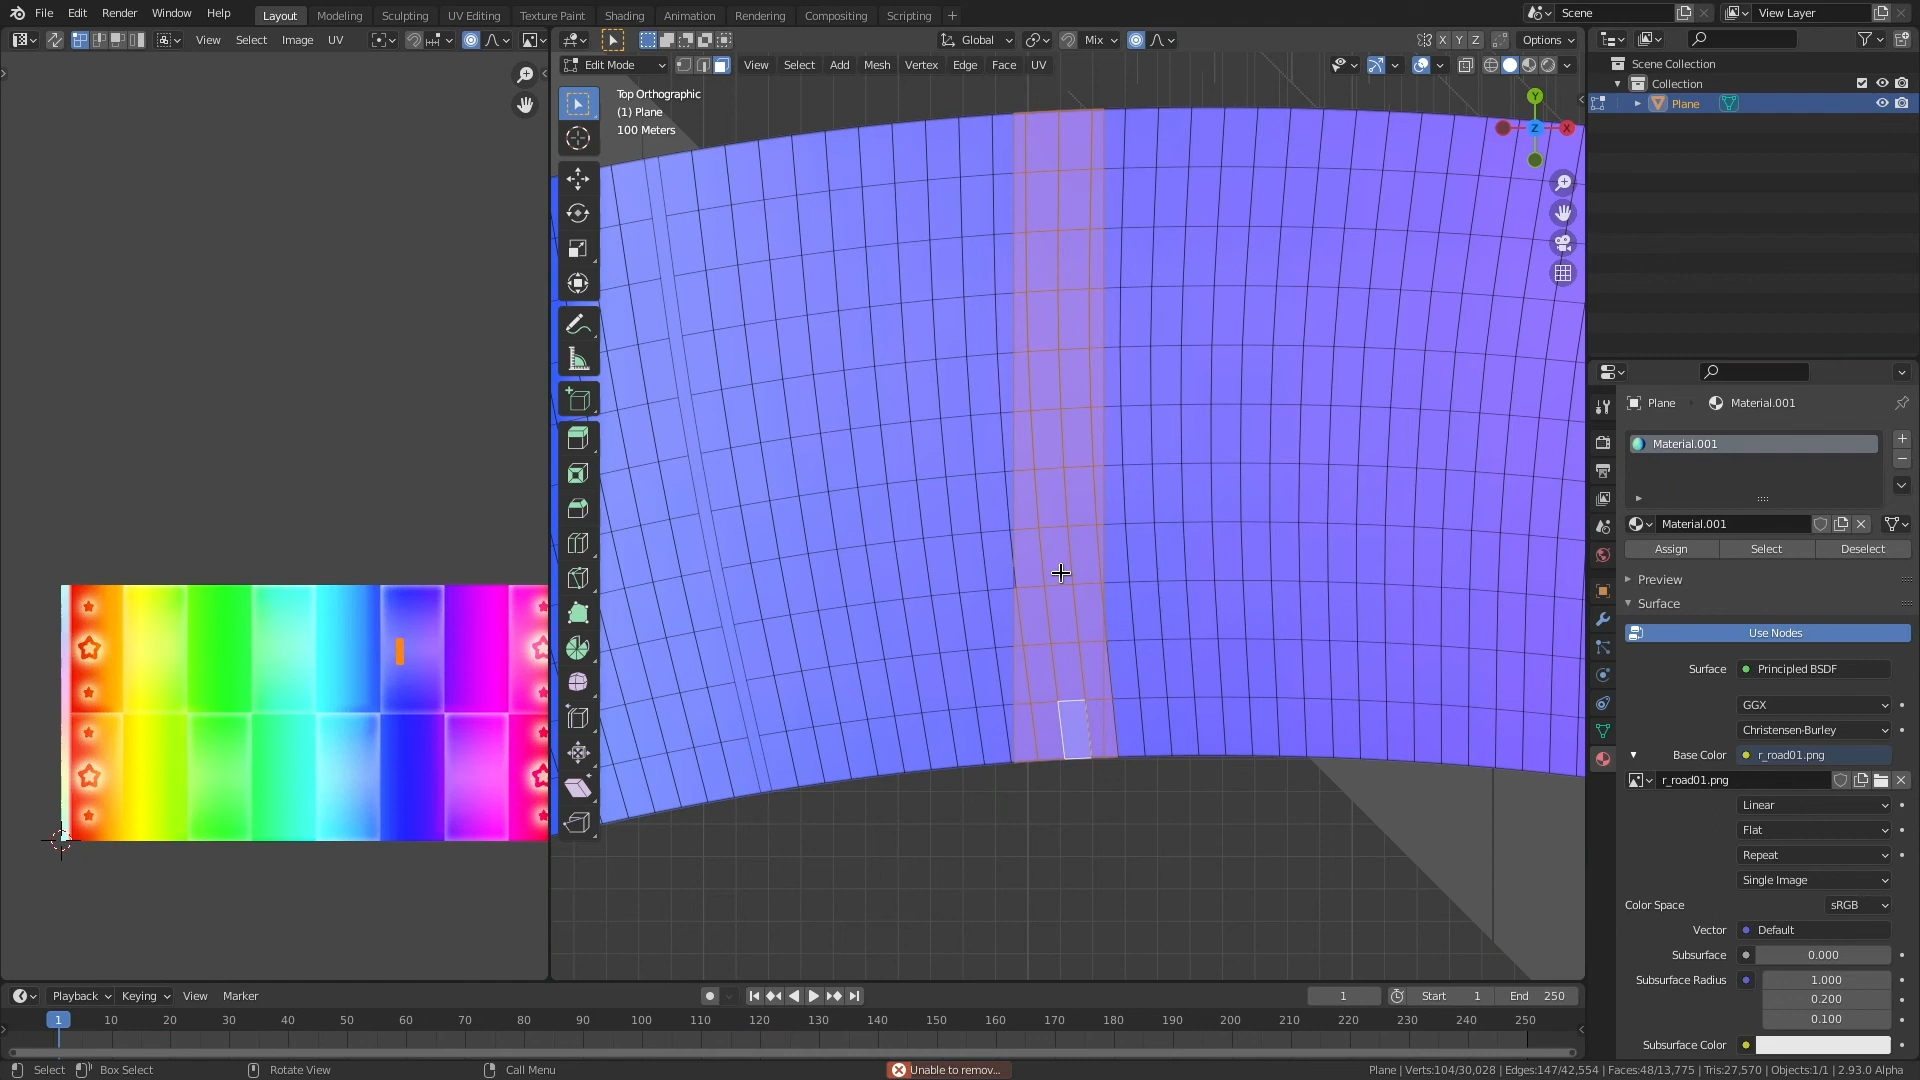 File Edit Render Window Help
Layout Modeling Sculpting UV Editing Texture Paint Shading Animation Rendering Compositing Scripting +
Scene
View Layer
View Select Image UV
Global
Mix
X Y Z
Options
Edit Mode
View Select Add Mesh Vertex Edge Face UV
Top Orthographic
(1) Plane
100 Meters
Y
Z
X
Scene Collection
Collection
Plane
Plane
Material.001
Material.001
Material.001
Assign
Select
Deselect
Preview
Surface
Use Nodes
Surface
Principled BSDF
GGX
Christensen-Burley
Base Color
r_road01.png
r_road01.png
Linear
Flat
Repeat
Single Image
Color Space
sRGB
Vector
Default
Subsurface
0.000
Subsurface Radius
1.000
0.200
0.100
Subsurface Color
Playback Keying View Marker
1
Start 1
End 250
1 10 20 30 40 50 60 70 80 90 100 110 120 130 140 150 160 170 180 190 200 210 220 230 240 250
Select
Box Select
Rotate View
Call Menu
Unable to remov...
Plane | Verts:104/30,028 | Edges:147/42,554 | Faces:48/13,775 | Tris:27,570 | Objects:1/1 | 2.93.0 Alpha